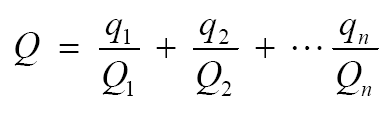 Q = q₁/Q₁ + q₂/Q₂ + ⋯ qₙ/Qₙ